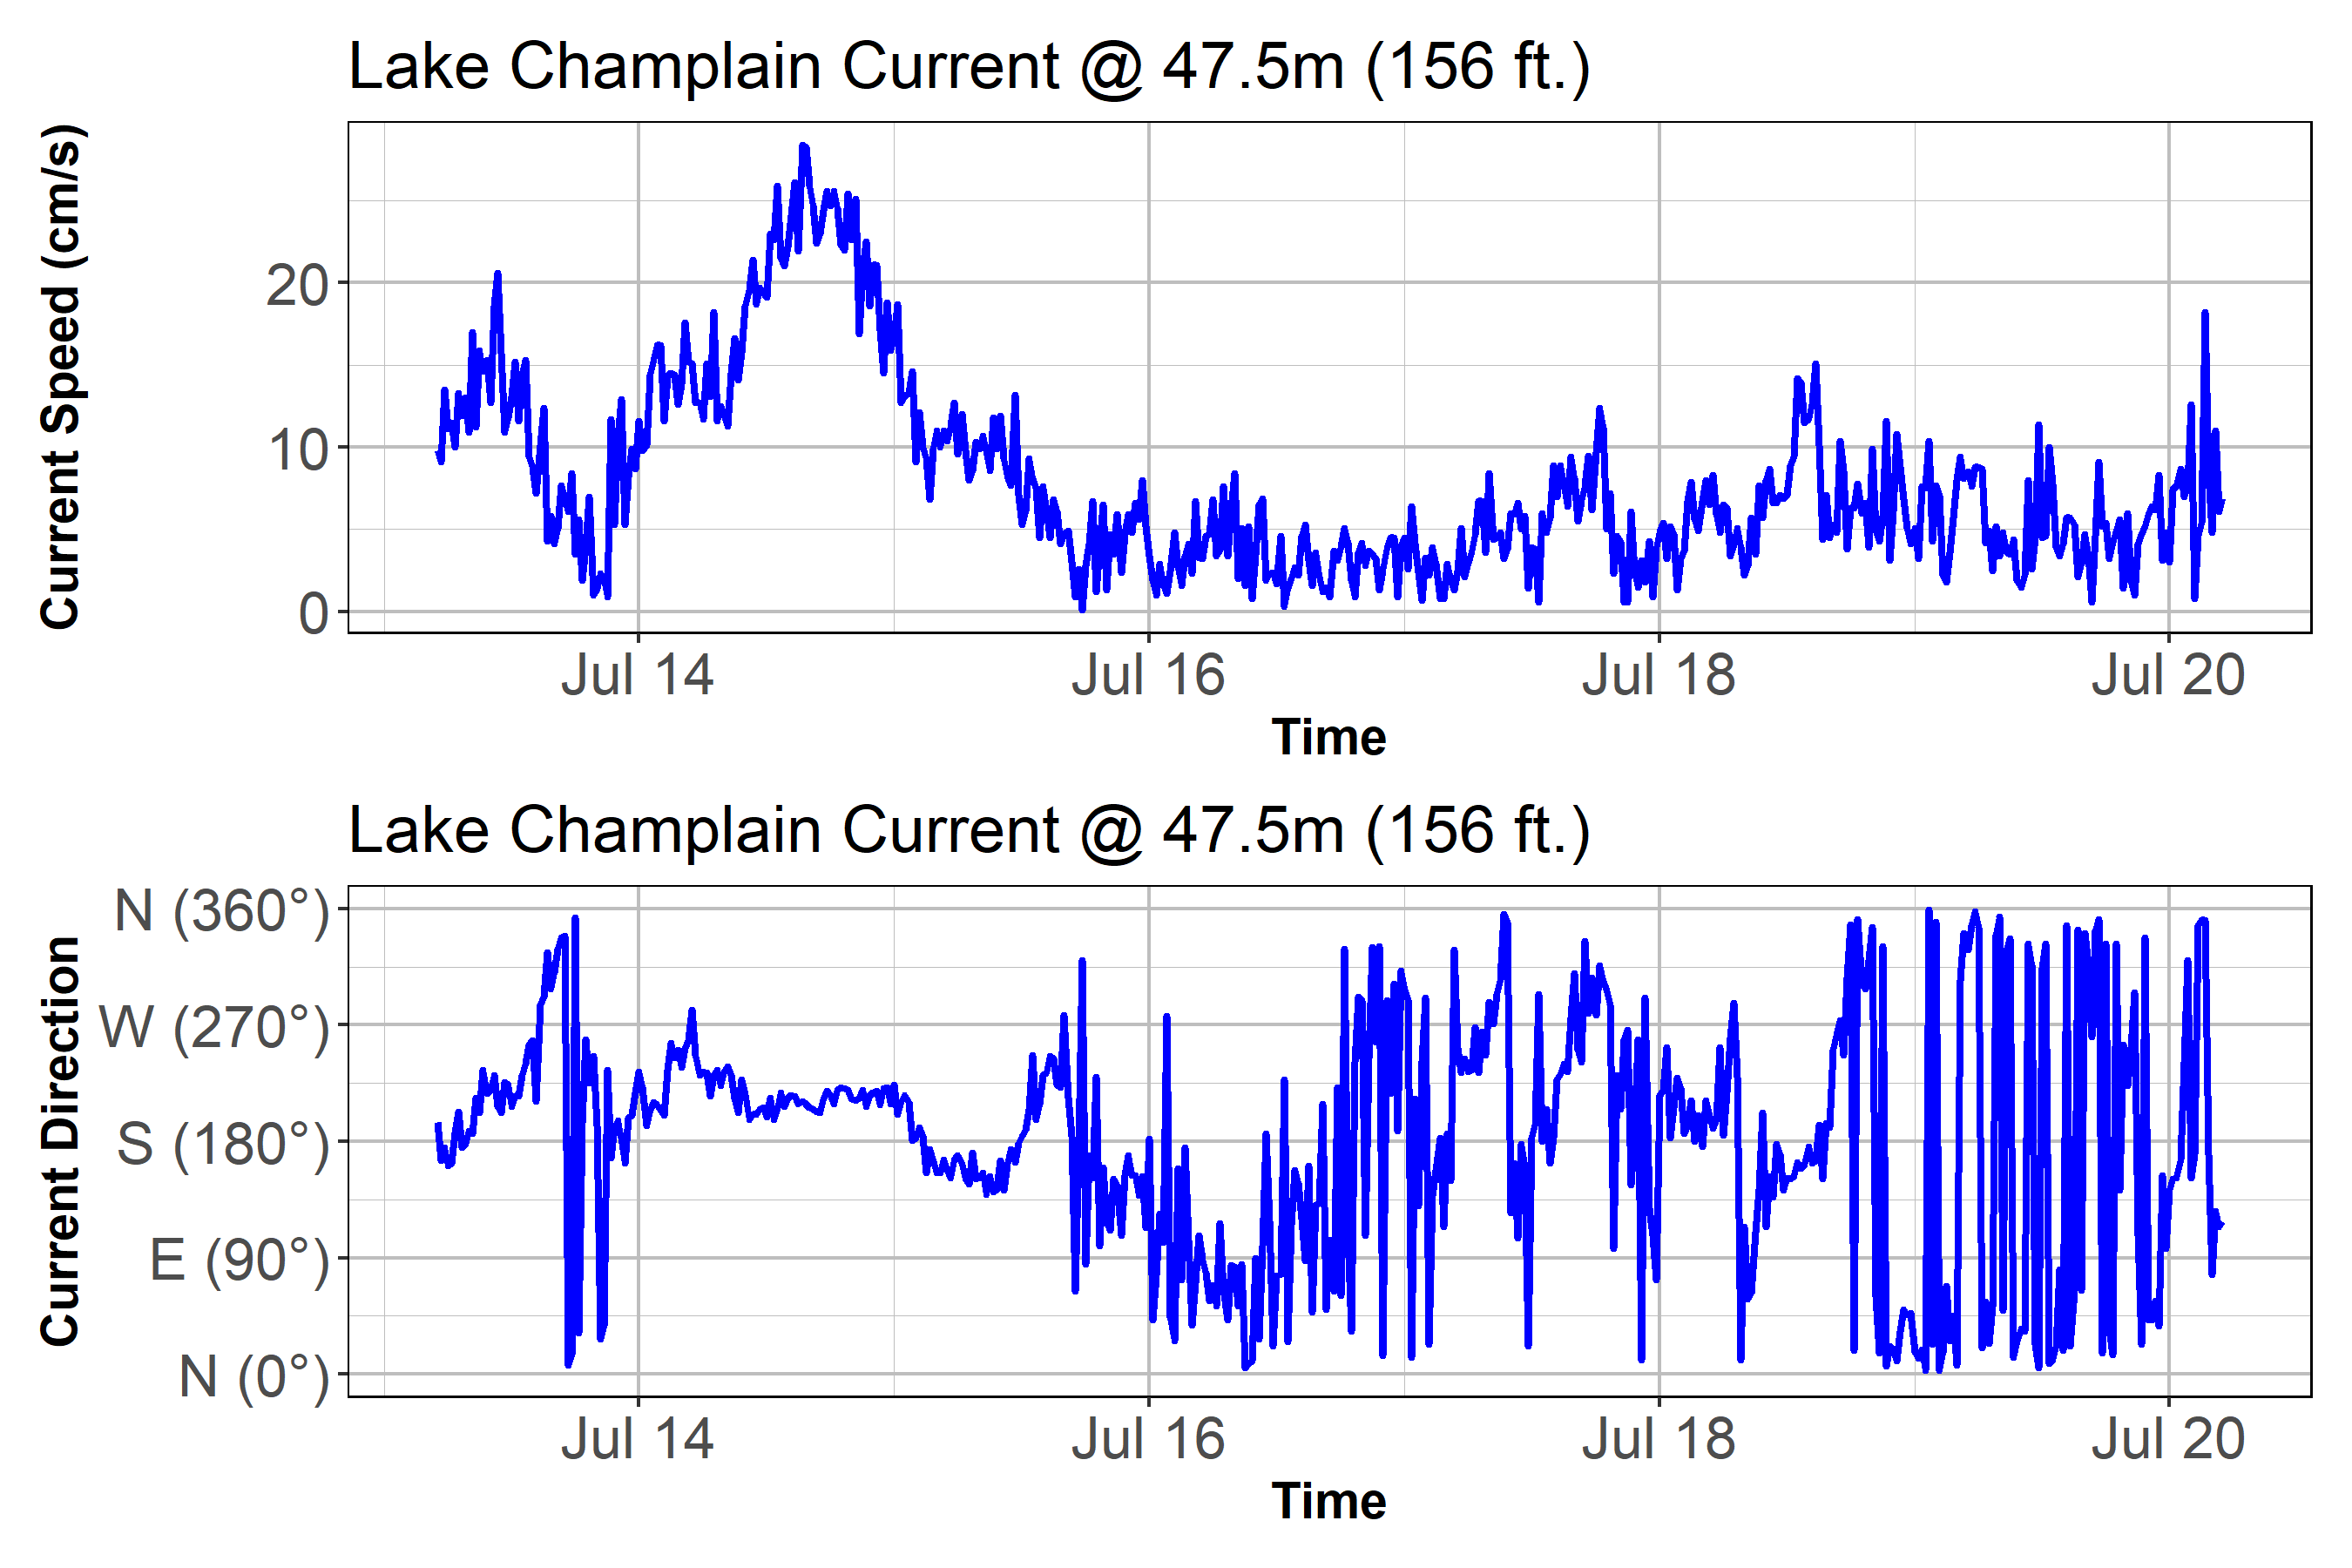 Lake Champlain Current @ 47.5m (156 ft.)
Current Speed (cm/s)
20
10
0
Jul 14 Jul 16 Jul 18 Jul 20
Time
Lake Champlain Current @ 47.5m (156 ft.)
Current Direction
N (360°)
W (270°)
S (180°)
E (90°)
N (0°)
Jul 14 Jul 16 Jul 18 Jul 20
Time